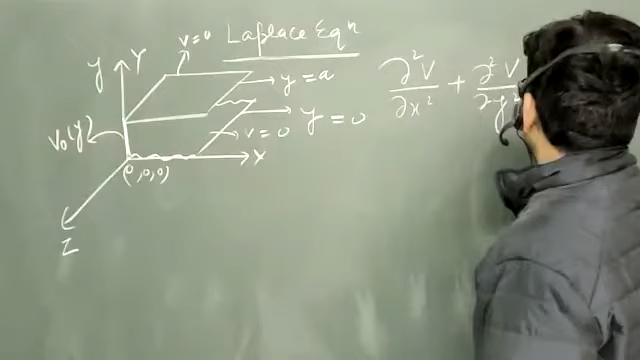 Laplace Eqⁿ
V=0
y Y
y = a
y = 0
V₀(y)
V=0
X
(0,0,0)
Z
∂²V/∂x² + ∂²V/∂y²